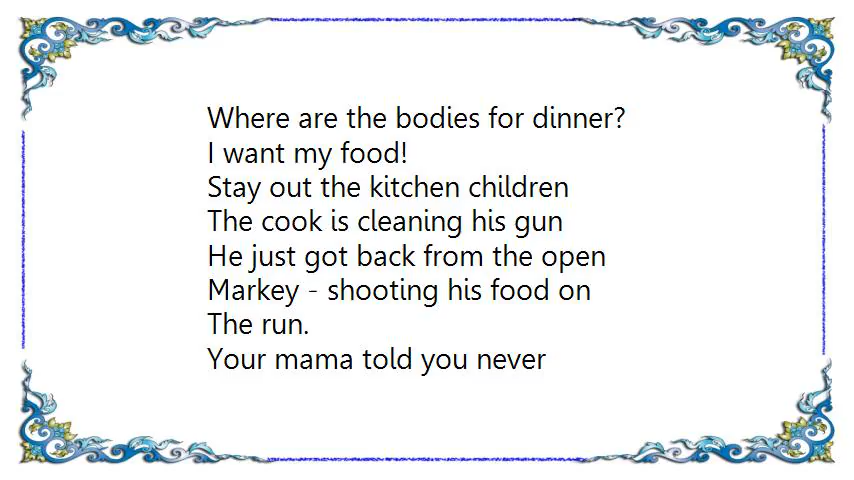 Where are the bodies for dinner?
I want my food!
Stay out the kitchen children
The cook is cleaning his gun
He just got back from the open
Markey - shooting his food on
The run.
Your mama told you never